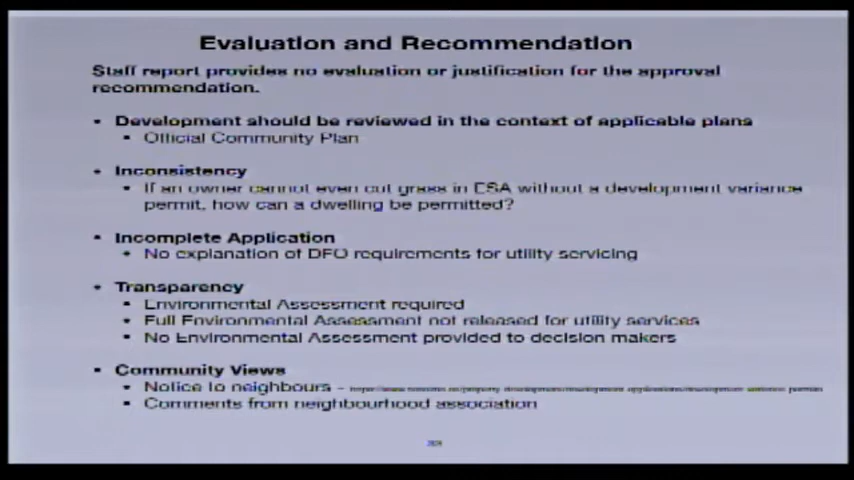 Evaluation and Recommendation
Staff report provides no evaluation or justification for the approval
recommendation.
• Development should be reviewed in the context of applicable plans
• Official Community Plan
• Inconsistency
• If an owner cannot even cut grass in ESA without a development variance
permit, how can a dwelling be permitted?
• Incomplete Application
• No explanation of DFO requirements for utility servicing
• Transparency
• Environmental Assessment required
• Full Environmental Assessment not released for utility services
• No Environmental Assessment provided to decision makers
• Community Views
• Notice to neighbours –
• Comments from neighbourhood association